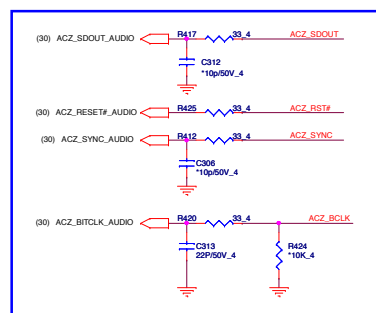 (30) ACZ_SDOUT_AUDIO R417 33_4 ACZ_SDOUT
C312
*10p/50V_4
(30) ACZ_RESET#_AUDIO R425 33_4 ACZ_RST#
(30) ACZ_SYNC_AUDIO R412 33_4 ACZ_SYNC
C306
*10p/50V_4
(30) ACZ_BITCLK_AUDIO R420 33_4 ACZ_BCLK
C313 R424
22P/50V_4 *10K_4